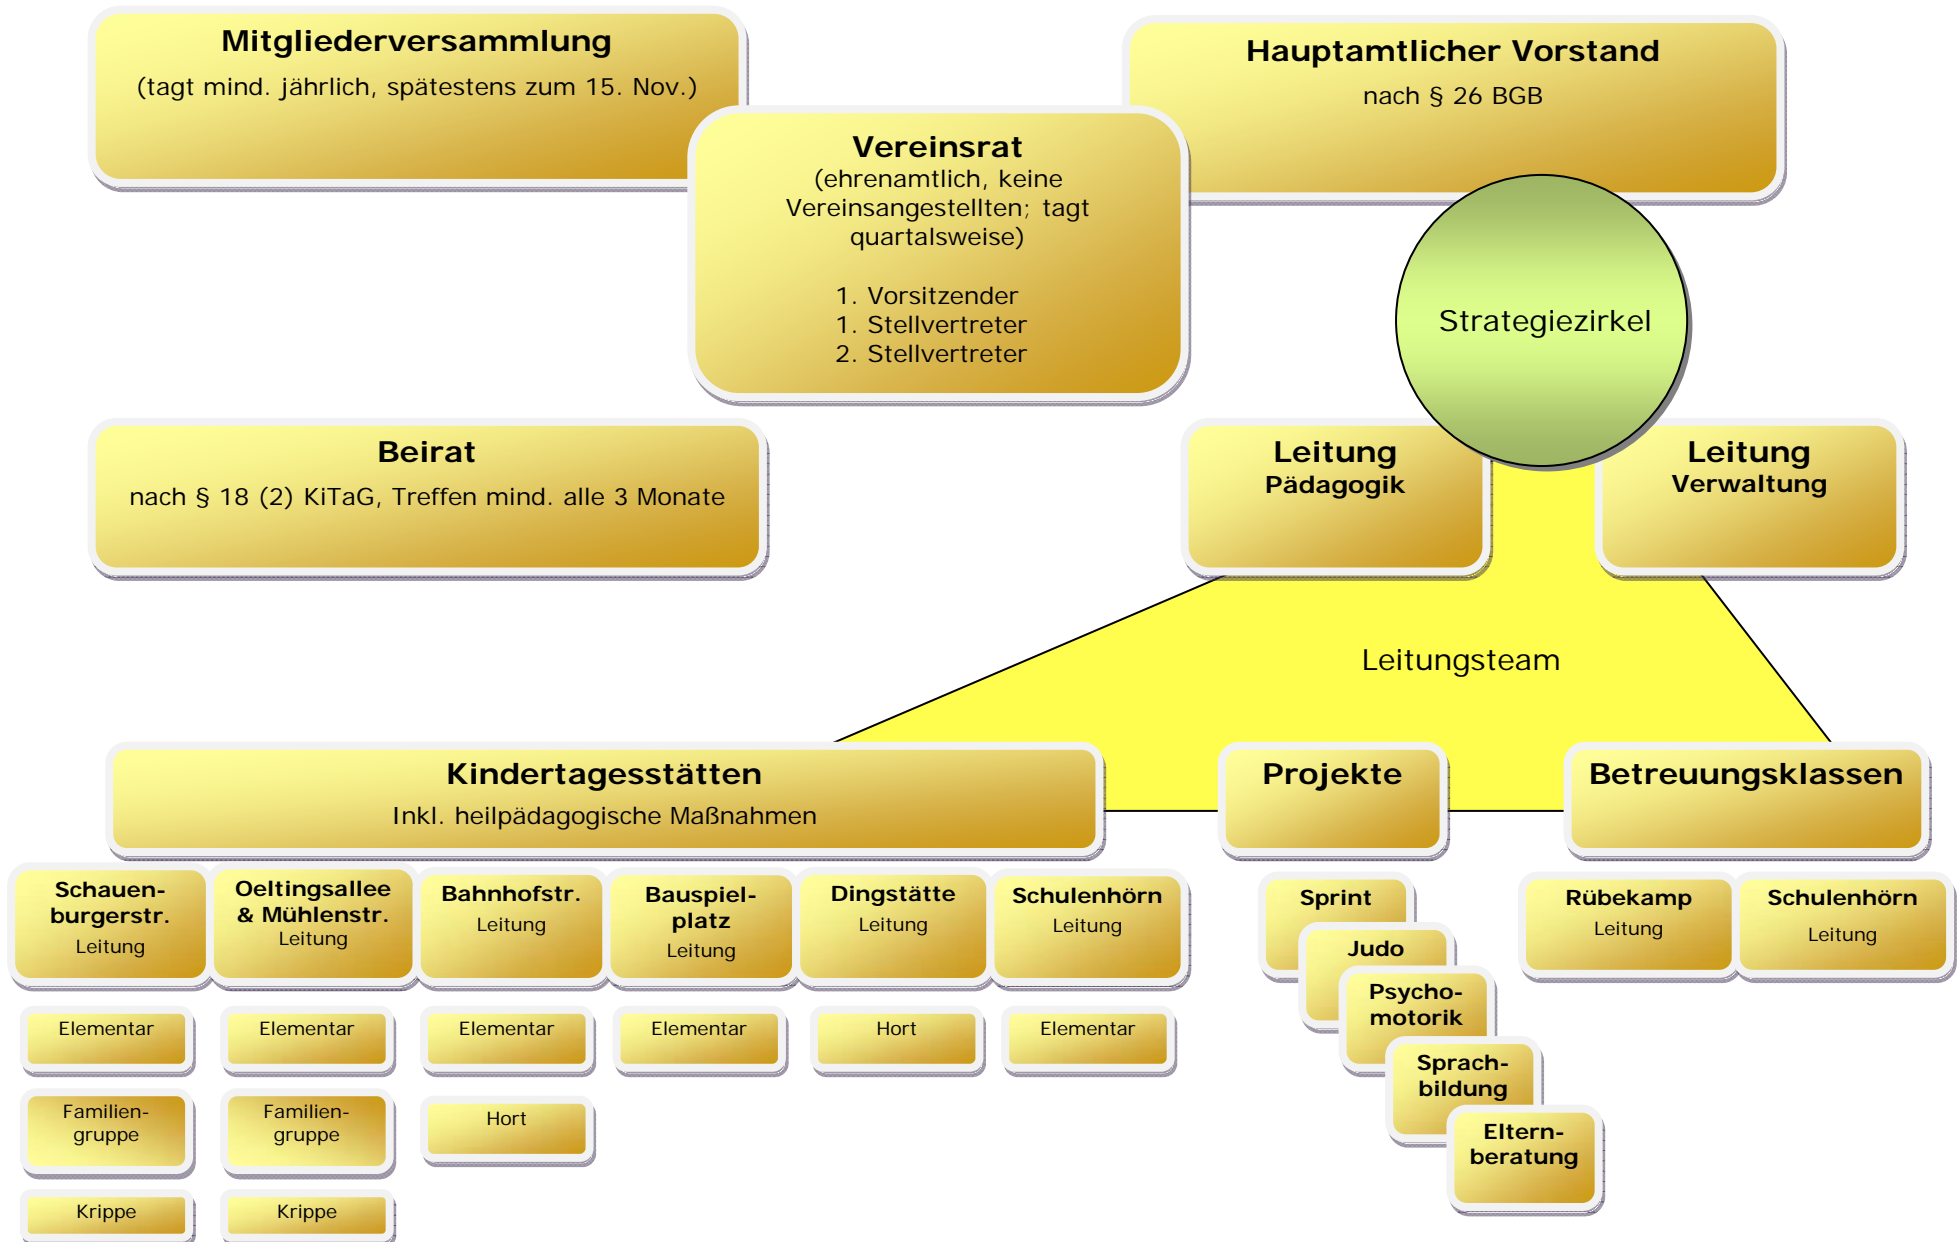 Mitgliederversammlung
(tagt mind. jährlich, spätestens zum 15. Nov.)
Hauptamtlicher Vorstand
nach § 26 BGB
Vereinsrat
(ehrenamtlich, keine
Vereinsangestellten; tagt
quartalsweise)
1. Vorsitzender
1. Stellvertreter
2. Stellvertreter
Strategiezirkel
Beirat
nach § 18 (2) KiTaG, Treffen mind. alle 3 Monate
Leitung
Pädagogik
Leitung
Verwaltung
Leitungsteam
Kindertagesstätten
Inkl. heilpädagogische Maßnahmen
Projekte
Betreuungsklassen
Schauen-
burgerstr.
Leitung
Oeltingsallee
& Mühlenstr.
Leitung
Bahnhofstr.
Leitung
Bauspiel-
platz
Leitung
Dingstätte
Leitung
Schulenhörn
Leitung
Sprint
Judo
Psycho-
motorik
Sprach-
bildung
Eltern-
beratung
Rübekamp
Leitung
Schulenhörn
Leitung
Elementar
Elementar
Elementar
Elementar
Hort
Elementar
Familien-
gruppe
Familien-
gruppe
Hort
Krippe
Krippe